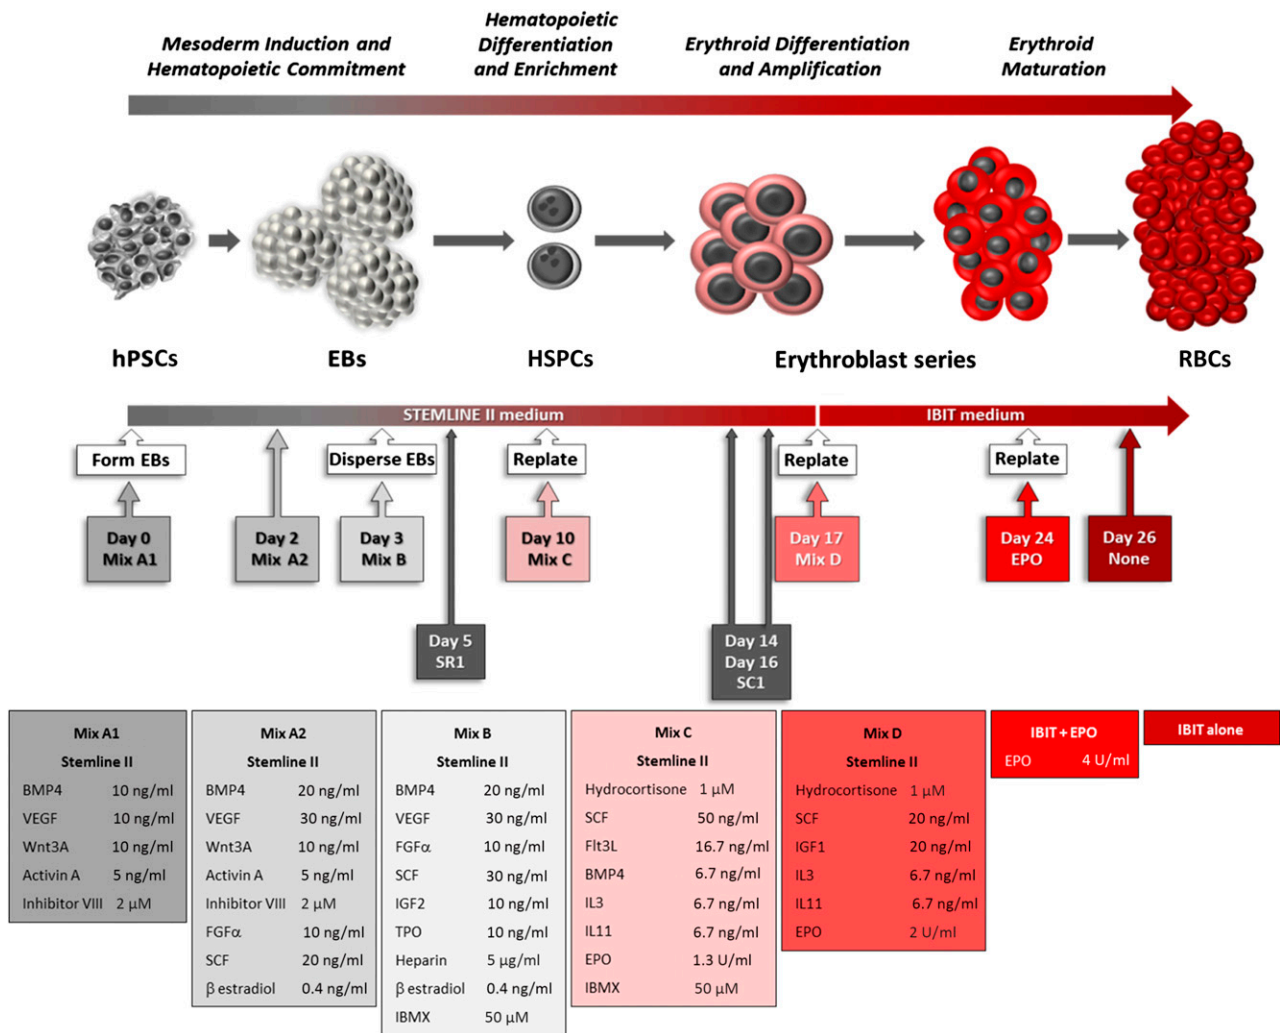 Mesoderm Induction and
Hematopoietic Commitment
Hematopoietic
Differentiation
and Enrichment
Erythroid Differentiation
and Amplification
Erythroid
Maturation
hPSCs
EBs
HSPCs
Erythroblast series
RBCs
STEMLINE II medium
IBIT medium
Form EBs
Disperse EBs
Replate
Replate
Replate
Day 0
Mix A1
Day 2
Mix A2
Day 3
Mix B
Day 10
Mix C
Day 17
Mix D
Day 24
EPO
Day 26
None
Day 5
SR1
Day 14
Day 16
SC1
Mix A1
Stemline II
BMP4 10 ng/ml
VEGF 10 ng/ml
Wnt3A 10 ng/ml
Activin A 5 ng/ml
Inhibitor VIII 2 μM
Mix A2
Stemline II
BMP4 20 ng/ml
VEGF 30 ng/ml
Wnt3A 10 ng/ml
Activin A 5 ng/ml
Inhibitor VIII 2 μM
FGFα 10 ng/ml
SCF 20 ng/ml
β estradiol 0.4 ng/ml
Mix B
Stemline II
BMP4 20 ng/ml
VEGF 30 ng/ml
FGFα 10 ng/ml
SCF 30 ng/ml
IGF2 10 ng/ml
TPO 10 ng/ml
Heparin 5 μg/ml
β estradiol 0.4 ng/ml
IBMX 50 μM
Mix C
Stemline II
Hydrocortisone 1 μM
SCF 50 ng/ml
Flt3L 16.7 ng/ml
BMP4 6.7 ng/ml
IL3 6.7 ng/ml
IL11 6.7 ng/ml
EPO 1.3 U/ml
IBMX 50 μM
Mix D
Stemline II
Hydrocortisone 1 μM
SCF 20 ng/ml
IGF1 20 ng/ml
IL3 6.7 ng/ml
IL11 6.7 ng/ml
EPO 2 U/ml
IBIT + EPO
EPO 4 U/ml
IBIT alone